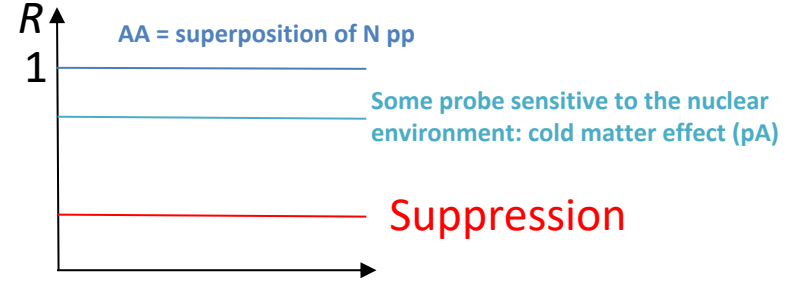 R
AA = superposition of N pp
1
Some probe sensitive to the nuclear
environment: cold matter effect (pA)
Suppression